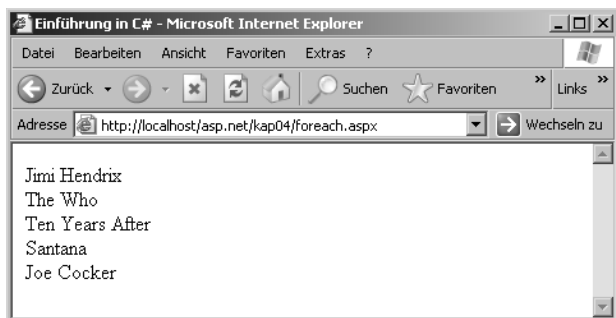 Einführung in C# - Microsoft Internet Explorer
Datei Bearbeiten Ansicht Favoriten Extras ?
Zurück Suchen Favoriten » Links »
Adresse http://localhost/asp.net/kap04/foreach.aspx Wechseln zu
Jimi Hendrix
The Who
Ten Years After
Santana
Joe Cocker